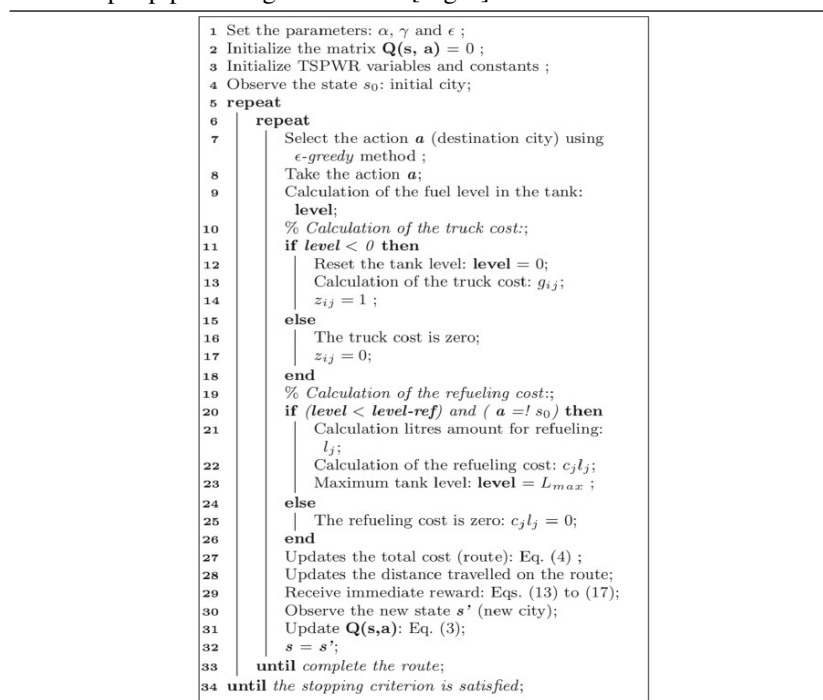 1 Set the parameters: α, γ and ϵ ;
2 Initialize the matrix Q(s, a) = 0 ;
3 Initialize TSPWR variables and constants ;
4 Observe the state s₀: initial city;
5 repeat
6 repeat
7 Select the action a (destination city) using
ϵ-greedy method ;
8 Take the action a;
9 Calculation of the fuel level in the tank:
level;
10 % Calculation of the truck cost:;
11 if level < 0 then
12 Reset the tank level: level = 0;
13 Calculation of the truck cost: gᵢⱼ;
14 zᵢⱼ = 1 ;
15 else
16 The truck cost is zero;
17 zᵢⱼ = 0;
18 end
19 % Calculation of the refueling cost:;
20 if (level < level-ref) and ( a =! s₀) then
21 Calculation litres amount for refueling:
lⱼ;
22 Calculation of the refueling cost: cⱼlⱼ;
23 Maximum tank level: level = Lₘₐₓ ;
24 else
25 The refueling cost is zero: cⱼlⱼ = 0;
26 end
27 Updates the total cost (route): Eq. (4) ;
28 Updates the distance travelled on the route;
29 Receive immediate reward: Eqs. (13) to (17);
30 Observe the new state s' (new city);
31 Update Q(s,a): Eq. (3);
32 s = s';
33 until complete the route;
34 until the stopping criterion is satisfied;